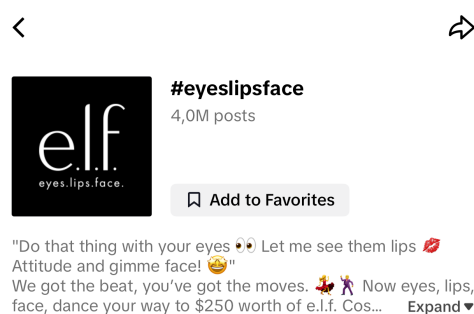 #eyeslipsface
4,0M posts
e.l.f.
eyes.lips.face.
Add to Favorites
"Do that thing with your eyes 👀 Let me see them lips 💋
Attitude and gimme face! 🤩"
We got the beat, you’ve got the moves. 💃🕺 Now eyes, lips,
face, dance your way to $250 worth of e.l.f. Cos... Expand